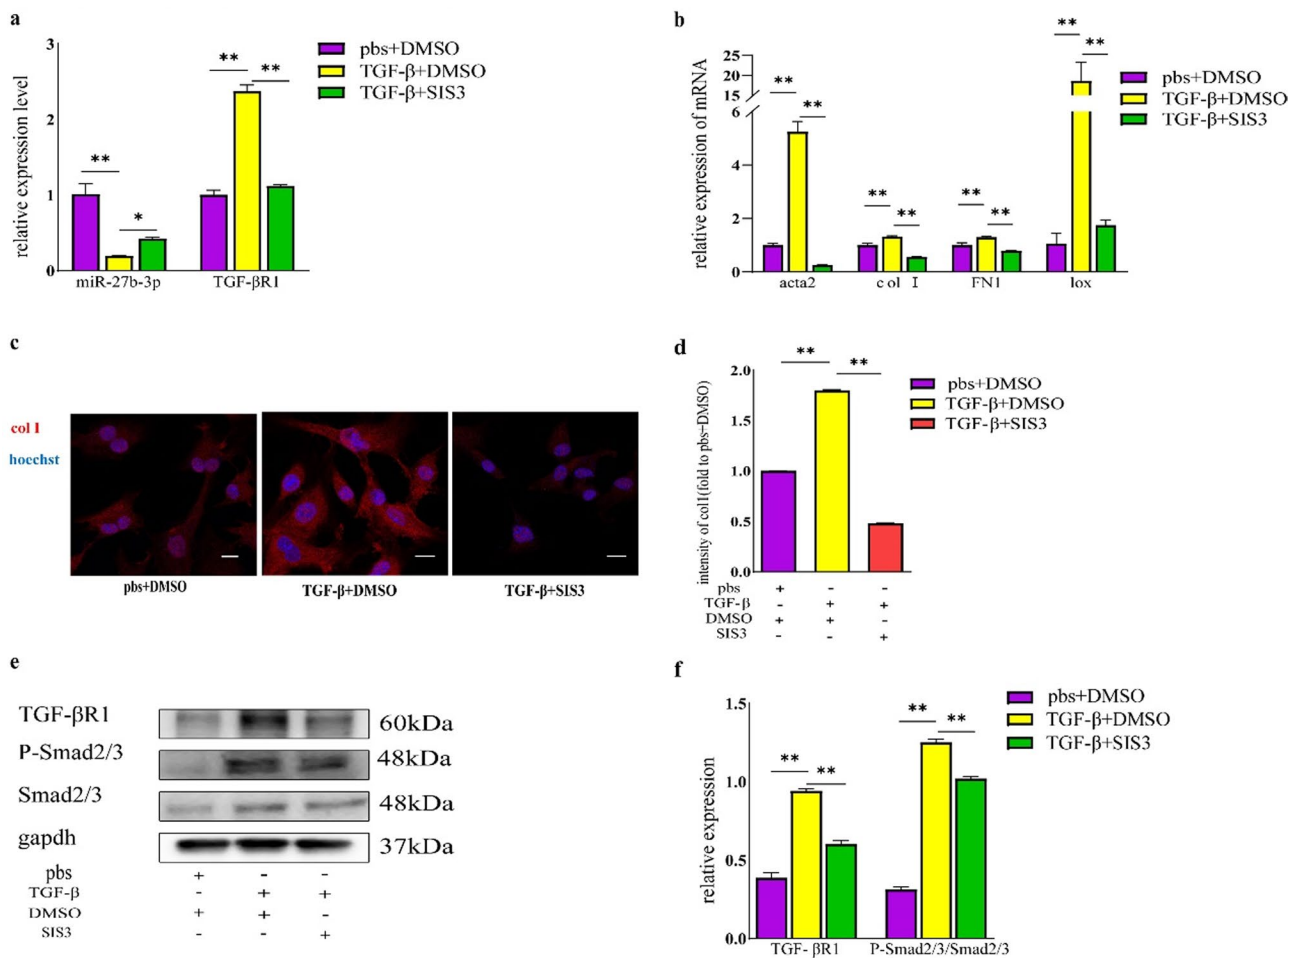 a
3
2
1
0
relative expression level
**
*
**
**
miR-27b-3p
TGF-βR1
pbs+DMSO
TGF-β+DMSO
TGF-β+SIS3
b
25
20
15
6
4
2
0
relative expression of mRNA
**
**
**
**
**
**
**
**
acta2
col I
FN1
lox
pbs+DMSO
TGF-β+DMSO
TGF-β+SIS3
c
col I
hoechst
pbs+DMSO
TGF-β+DMSO
TGF-β+SIS3
d
** **
2.0
1.5
1.0
0.5
0.0
intensity of col1(fold to pbs+DMSO)
pbs + - -
TGF-β - + +
DMSO + + -
SIS3 - - +
pbs+DMSO
TGF-β+DMSO
TGF-β+SIS3
e
TGF-βR1 60kDa
P-Smad2/3 48kDa
Smad2/3 48kDa
gapdh 37kDa
pbs + - -
TGF-β - + +
DMSO + + -
SIS3 - - +
f
1.5
1.0
0.5
0.0
relative expression
** **
** **
TGF- βR1
P-Smad2/3/Smad2/3
pbs+DMSO
TGF-β+DMSO
TGF-β+SIS3